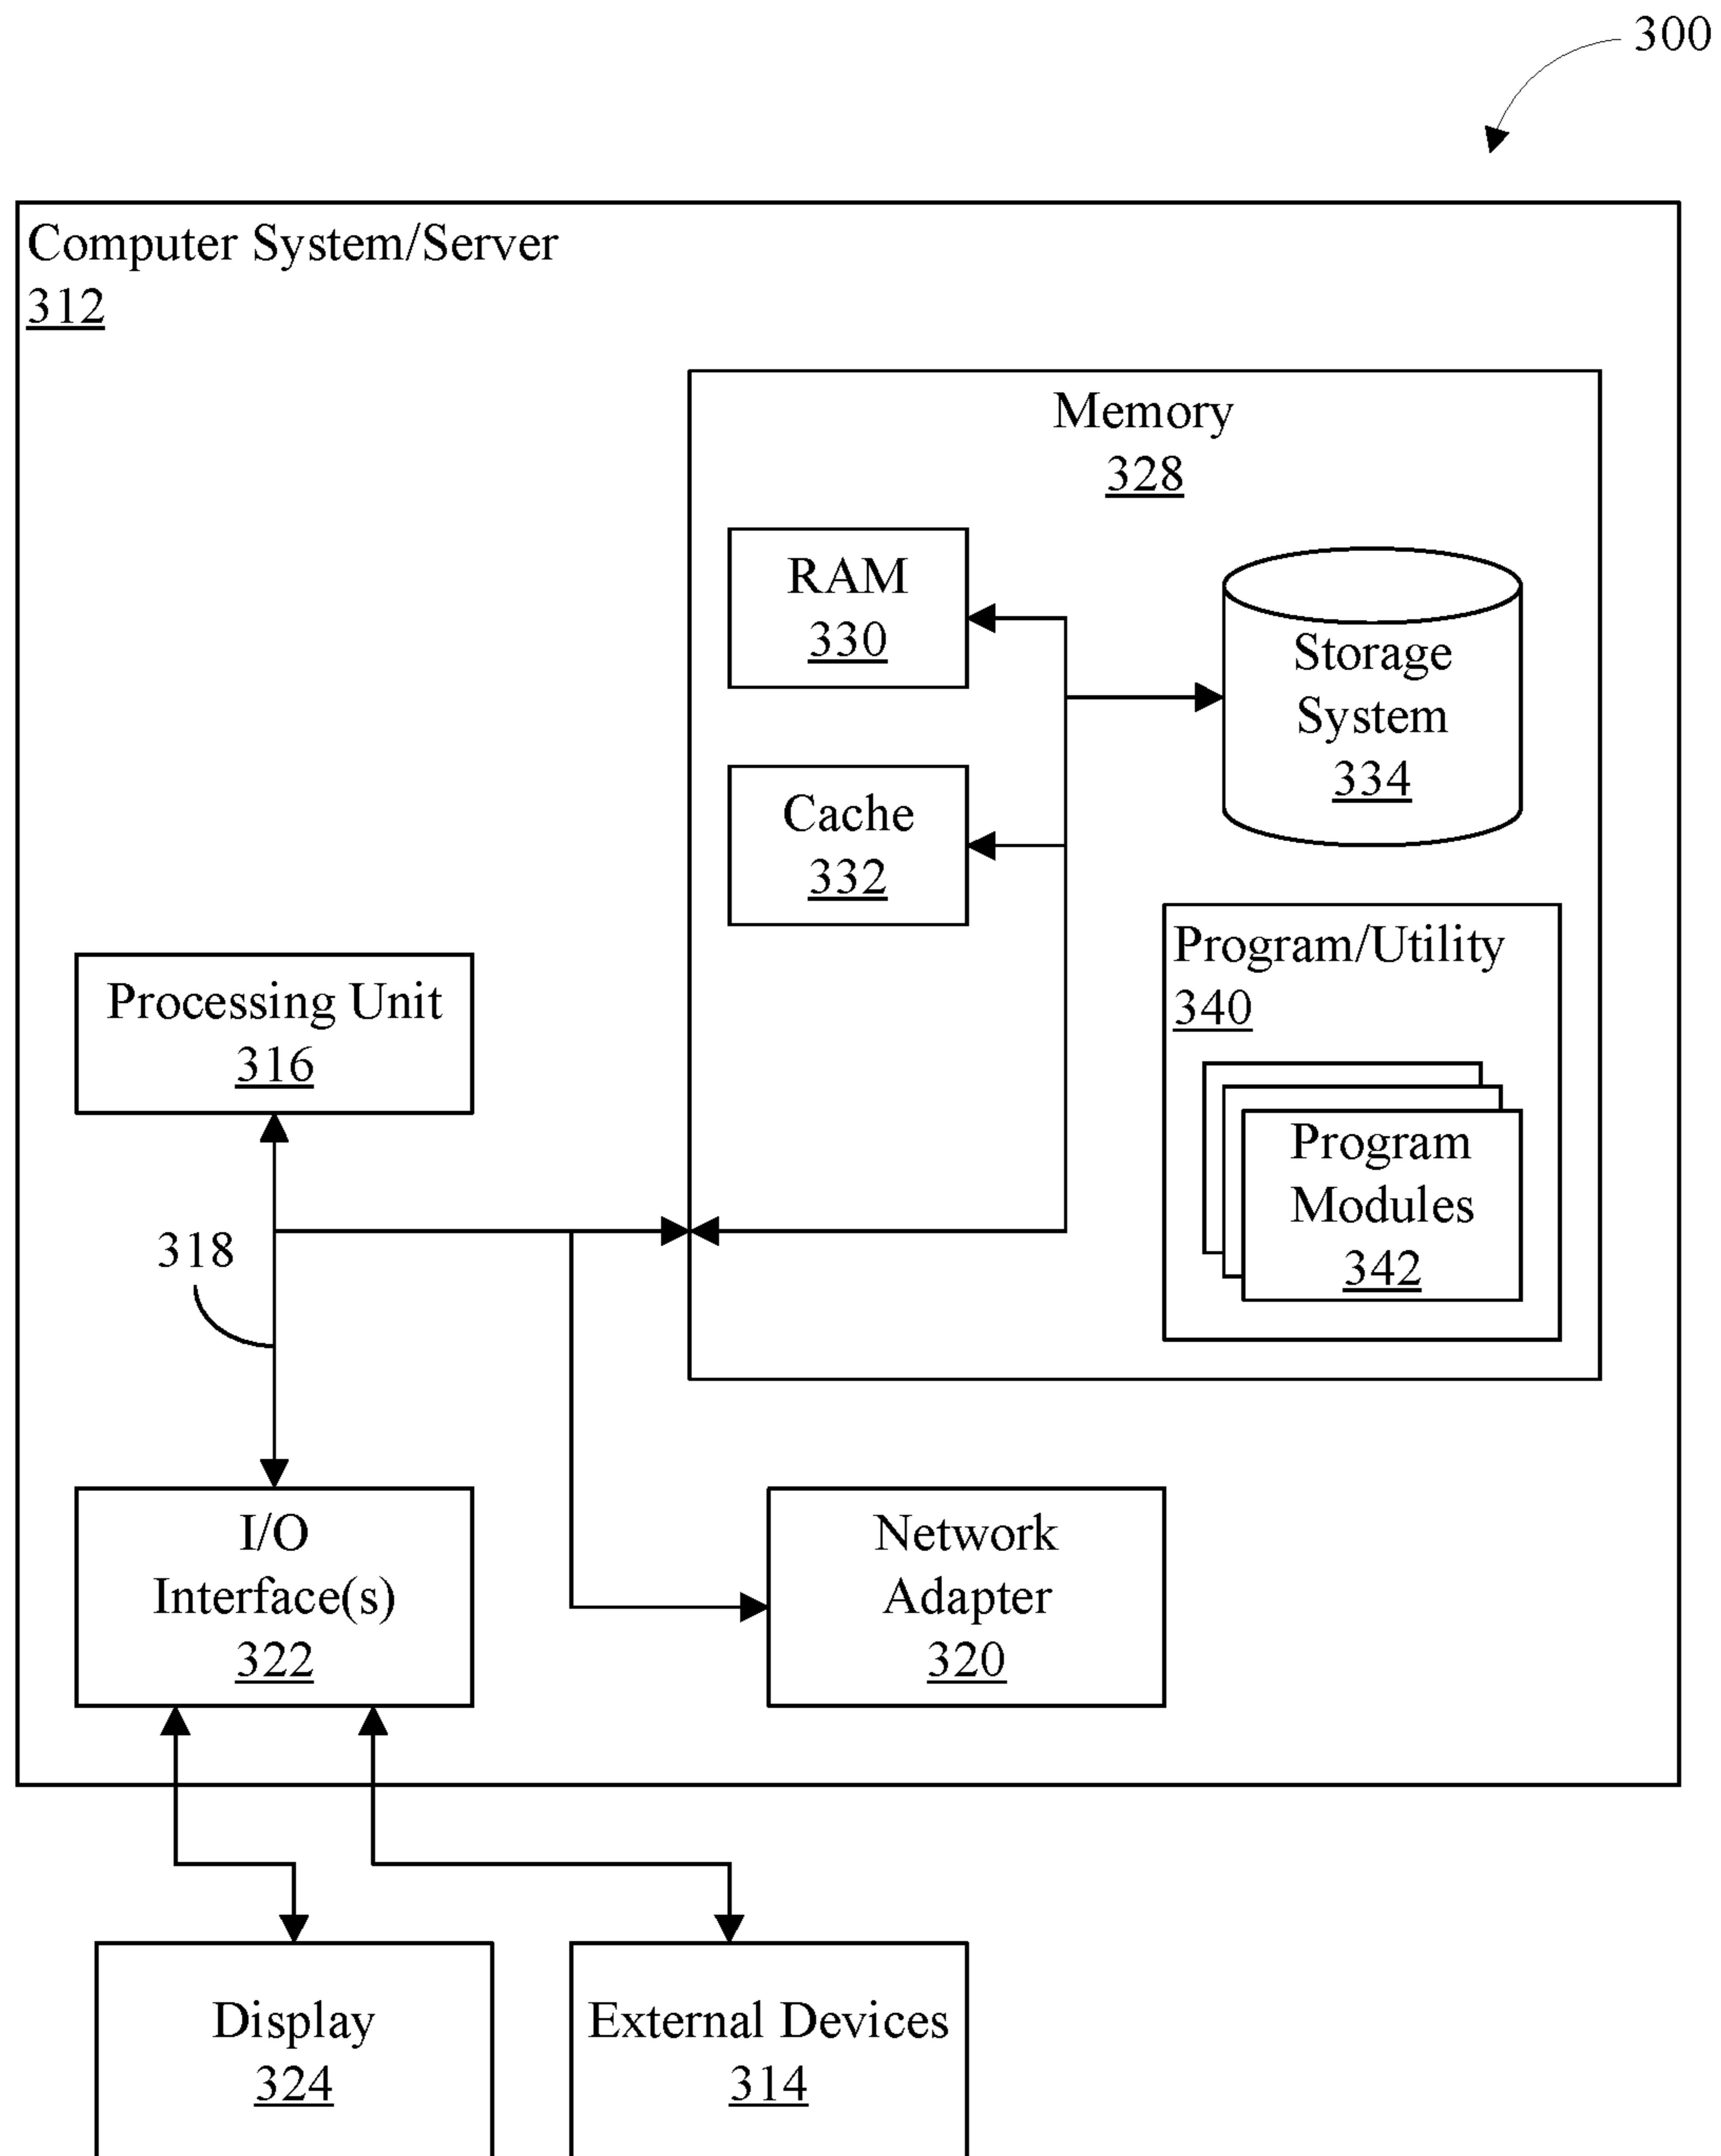 300
Computer System/Server
312
Memory
328
RAM
330
Storage
System
334
Cache
332
Program/Utility
340
Processing Unit
316
Program
Modules
342
318
I/O
Interface(s)
322
Network
Adapter
320
Display
324
External Devices
314